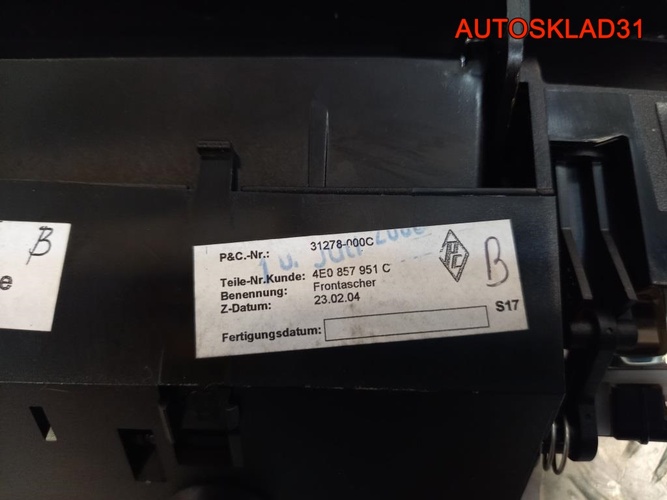 AUTOSKLAD31
B
e
P&C.-Nr.: 31278-000C
Teile-Nr.Kunde: 4E0 857 951 C
Benennung: Frontascher
Z-Datum: 23.02.04
S17
Fertigungsdatum:
B